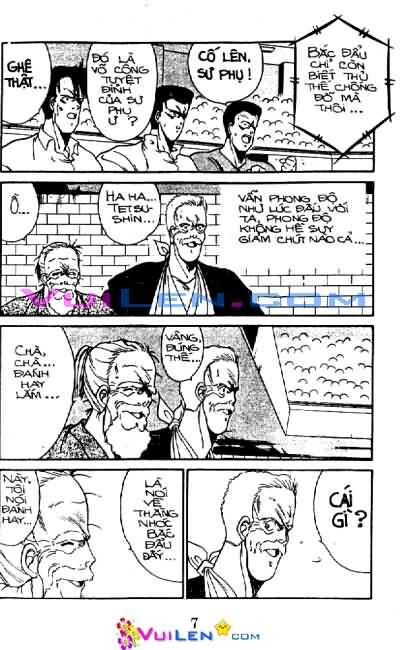 GHÊ
THẬT...
ĐÓ LÀ
VÕ CÔNG
TUYỆT
ĐỈNH
CỦA SƯ
PHỤ
Ư ?
CỐ LÊN,
SƯ PHỤ !
BẮC ĐẨU
CHỈ CÒN
BIẾT THỦ
THẾ CHỐNG
ĐỠ MÀ
THÔI...
Ồ...
HA HA...
TETSU-
SHIN...
VẪN PHONG ĐỘ
NHƯ LÚC ĐẤU VỚI
TA, PHONG ĐỘ
KHÔNG HỀ SUY
GIẢM CHÚT NÀO CẢ...
VUILEN.COM
CHÀ,
CHÀ...
ĐÁNH
HAY
LẮM...
VÂNG,
ĐÚNG
THẾ...
NÀY,
TÔI
NÓI
ĐÁNH
HAY...
LÀ
NÓI
VỀ
THẰNG
NHÓC
BẮC
ĐẨU
ĐẤY...
CÁI
GÌ ?
7
VUILEN.COM